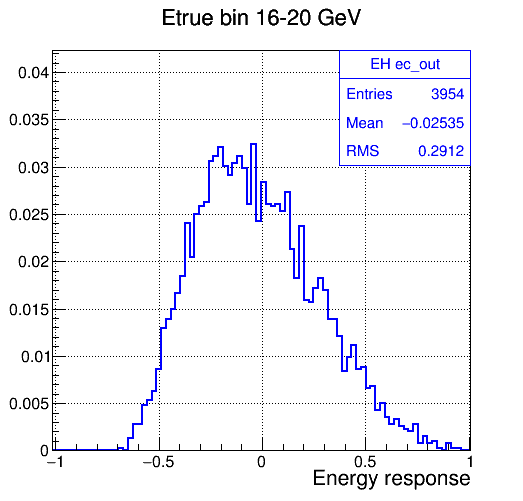 Etrue bin 16-20 GeV
EH ec_out
Entries 3954
Mean −0.02535
RMS 0.2912
0.04
0.035
0.03
0.025
0.02
0.015
0.01
0.005
0
−1 −0.5 0 0.5 1
Energy response